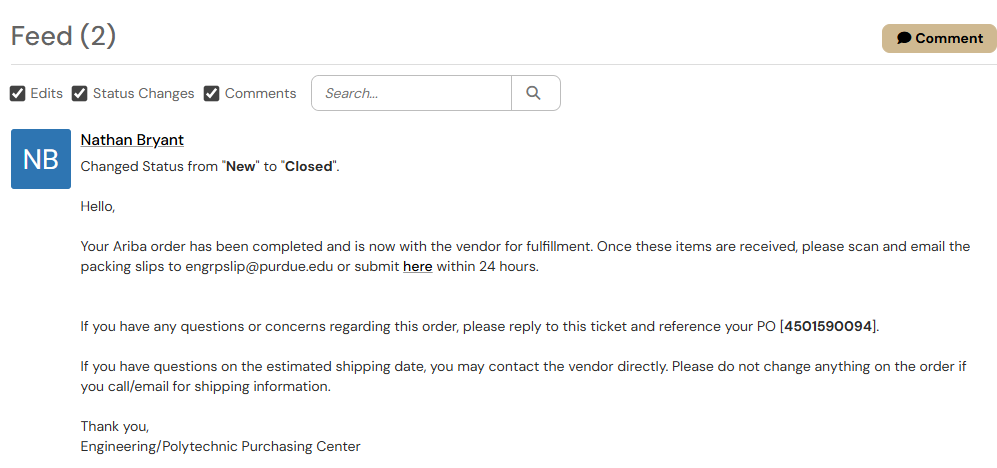 Feed (2)
Comment
Edits Status Changes Comments Search...
NB
Nathan Bryant
Changed Status from "New" to "Closed".
Hello,
Your Ariba order has been completed and is now with the vendor for fulfillment. Once these items are received, please scan and email the
packing slips to engrpslip@purdue.edu or submit here within 24 hours.
If you have any questions or concerns regarding this order, please reply to this ticket and reference your PO [4501590094].
If you have questions on the estimated shipping date, you may contact the vendor directly. Please do not change anything on the order if
you call/email for shipping information.
Thank you,
Engineering/Polytechnic Purchasing Center